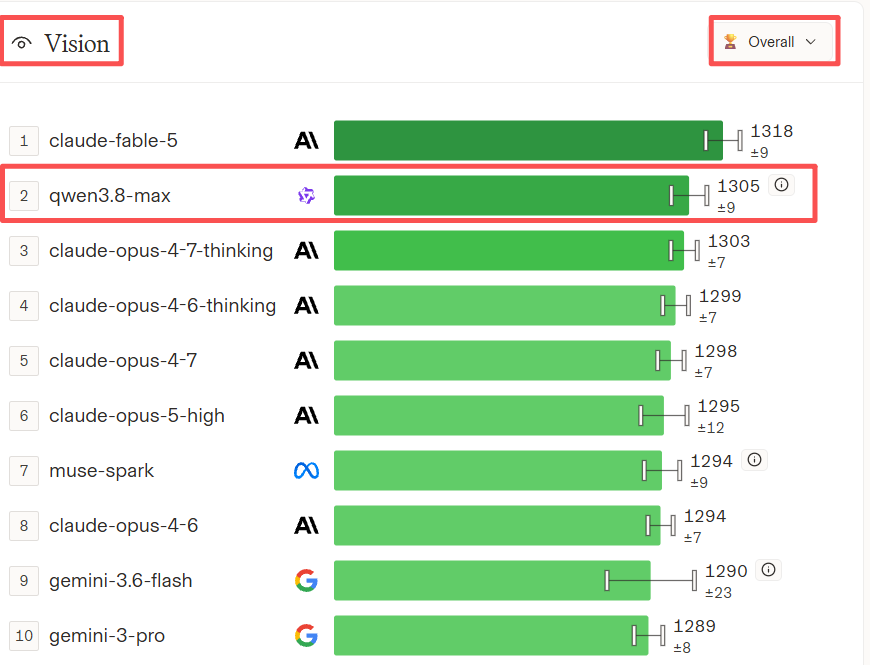 Vision
Overall
1 claude-fable-5 1318 ±9
2 qwen3.8-max 1305 ±9
3 claude-opus-4-7-thinking 1303 ±7
4 claude-opus-4-6-thinking 1299 ±7
5 claude-opus-4-7 1298 ±7
6 claude-opus-5-high 1295 ±12
7 muse-spark 1294 ±9
8 claude-opus-4-6 1294 ±7
9 gemini-3.6-flash 1290 ±23
10 gemini-3-pro 1289 ±8